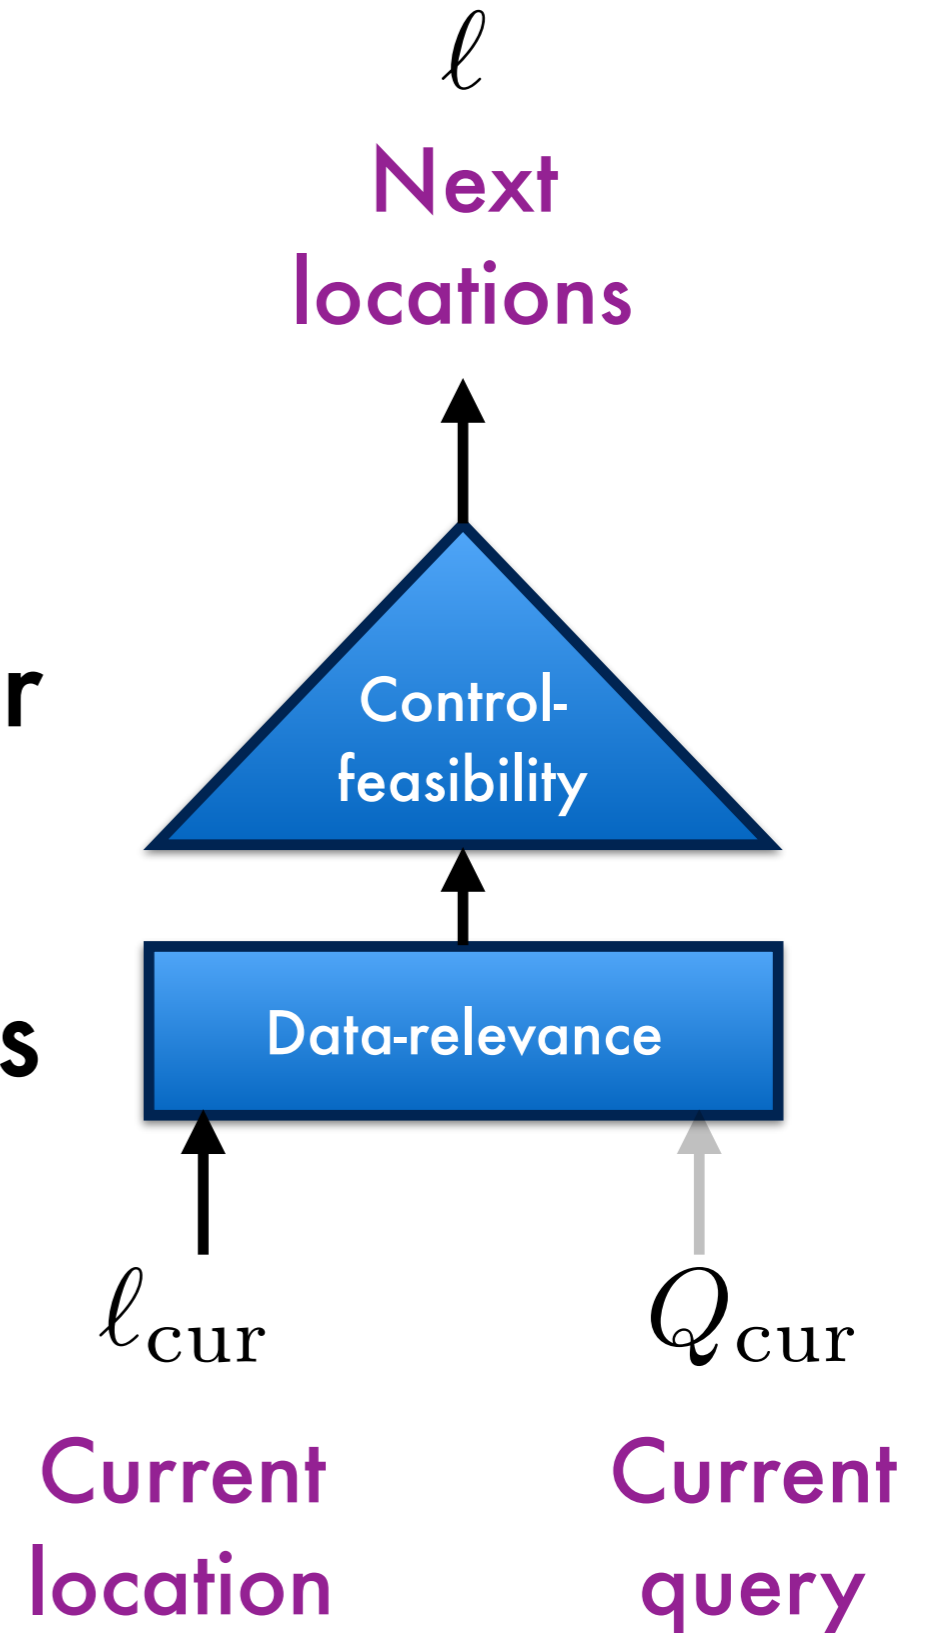 ℓ
Next
locations
Control-
feasibility
r
Data-relevance
s
ℓcur
Qcur
Current
location
Current
query